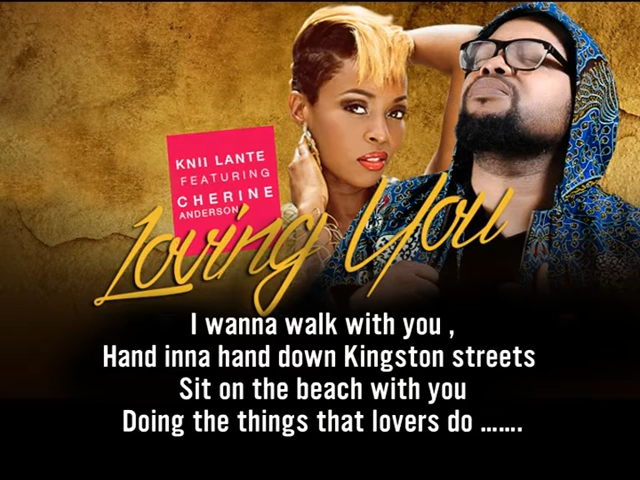 KNII LANTE
FEATURING
CHERINE
ANDERSON
Loving You
I wanna walk with you ,
Hand inna hand down Kingston streets
Sit on the beach with you
Doing the things that lovers do .......